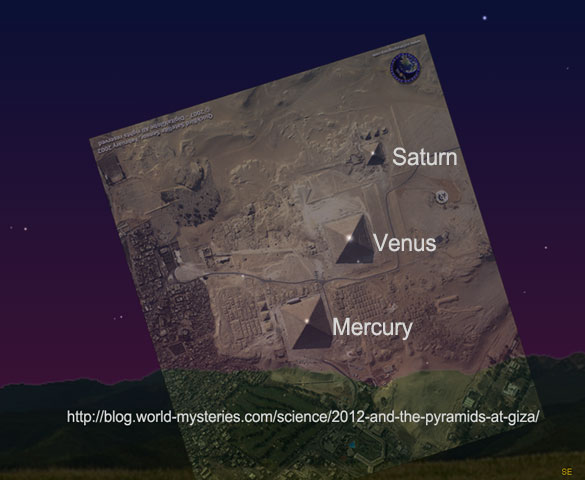 Saturn
Venus
Mercury
http://blog.world-mysteries.com/science/2012-and-the-pyramids-at-giza/
SE